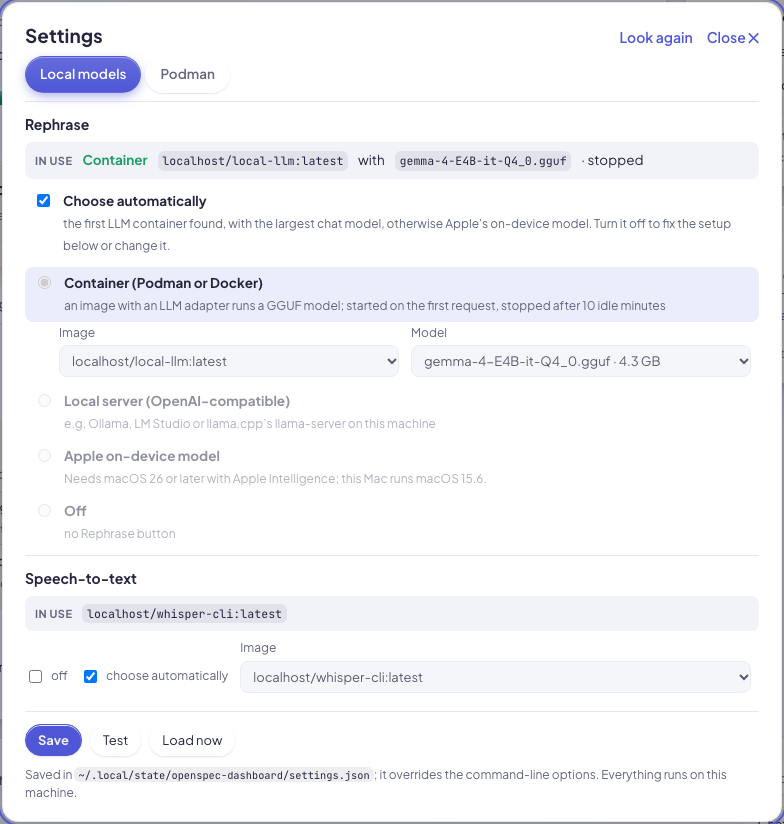 Settings
Look again Close ✕
Local models Podman
Rephrase
IN USE Container localhost/local-llm:latest with gemma-4-E4B-it-Q4_0.gguf · stopped
Choose automatically
the first LLM container found, with the largest chat model, otherwise Apple's on-device model. Turn it off to fix the setup
below or change it.
Container (Podman or Docker)
an image with an LLM adapter runs a GGUF model; started on the first request, stopped after 10 idle minutes
Image Model
localhost/local-llm:latest gemma-4-E4B-it-Q4_0.gguf · 4.3 GB
Local server (OpenAI-compatible)
e.g. Ollama, LM Studio or llama.cpp's llama-server on this machine
Apple on-device model
Needs macOS 26 or later with Apple Intelligence; this Mac runs macOS 15.6.
Off
no Rephrase button
Speech-to-text
IN USE localhost/whisper-cli:latest
Image
off choose automatically localhost/whisper-cli:latest
Save Test Load now
Saved in ~/.local/state/openspec-dashboard/settings.json; it overrides the command-line options. Everything runs on this
machine.